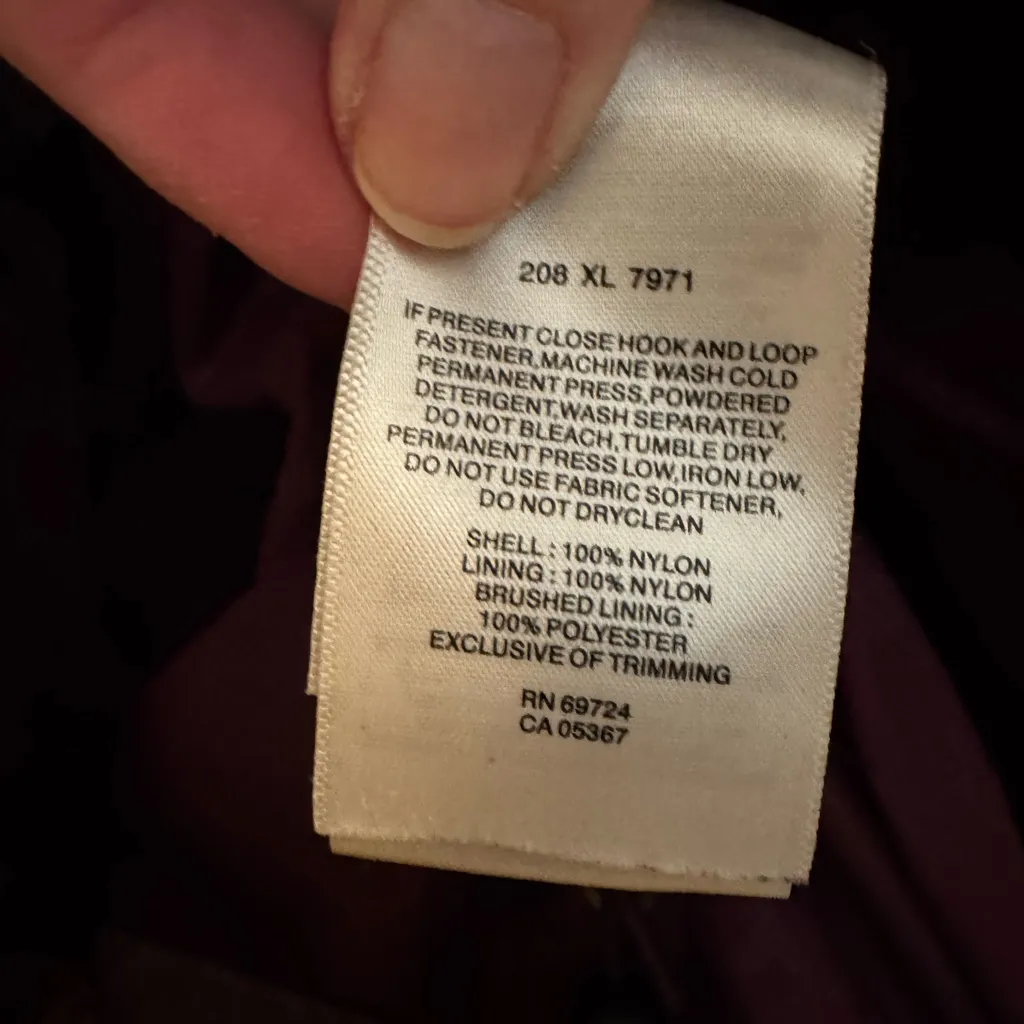 208 XL 7971
IF PRESENT CLOSE HOOK AND LOOP
FASTENER,MACHINE WASH COLD
PERMANENT PRESS,POWDERED
DETERGENT,WASH SEPARATELY,
DO NOT BLEACH,TUMBLE DRY
PERMANENT PRESS LOW,IRON LOW,
DO NOT USE FABRIC SOFTENER,
DO NOT DRYCLEAN
SHELL : 100% NYLON
LINING : 100% NYLON
BRUSHED LINING :
100% POLYESTER
EXCLUSIVE OF TRIMMING
RN 69724
CA 05367